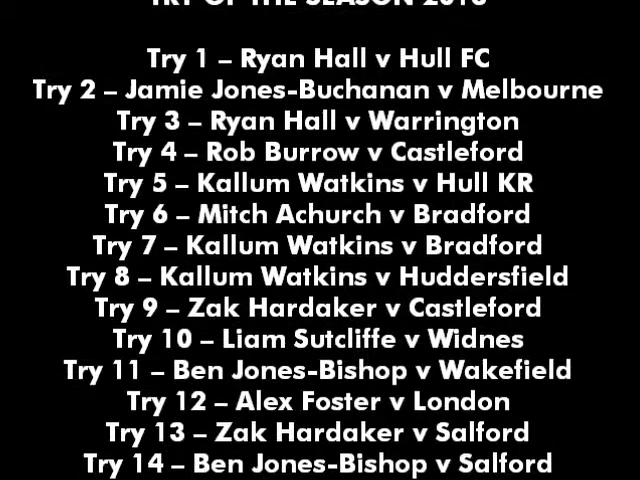 TRY OF THE SEASON
Try 1 – Ryan Hall v Hull FC
Try 2 – Jamie Jones-Buchanan v Melbourne
Try 3 – Ryan Hall v Warrington
Try 4 – Rob Burrow v Castleford
Try 5 – Kallum Watkins v Hull KR
Try 6 – Mitch Achurch v Bradford
Try 7 – Kallum Watkins v Bradford
Try 8 – Kallum Watkins v Huddersfield
Try 9 – Zak Hardaker v Castleford
Try 10 – Liam Sutcliffe v Widnes
Try 11 – Ben Jones-Bishop v Wakefield
Try 12 – Alex Foster v London
Try 13 – Zak Hardaker v Salford
Try 14 – Ben Jones-Bishop v Salford